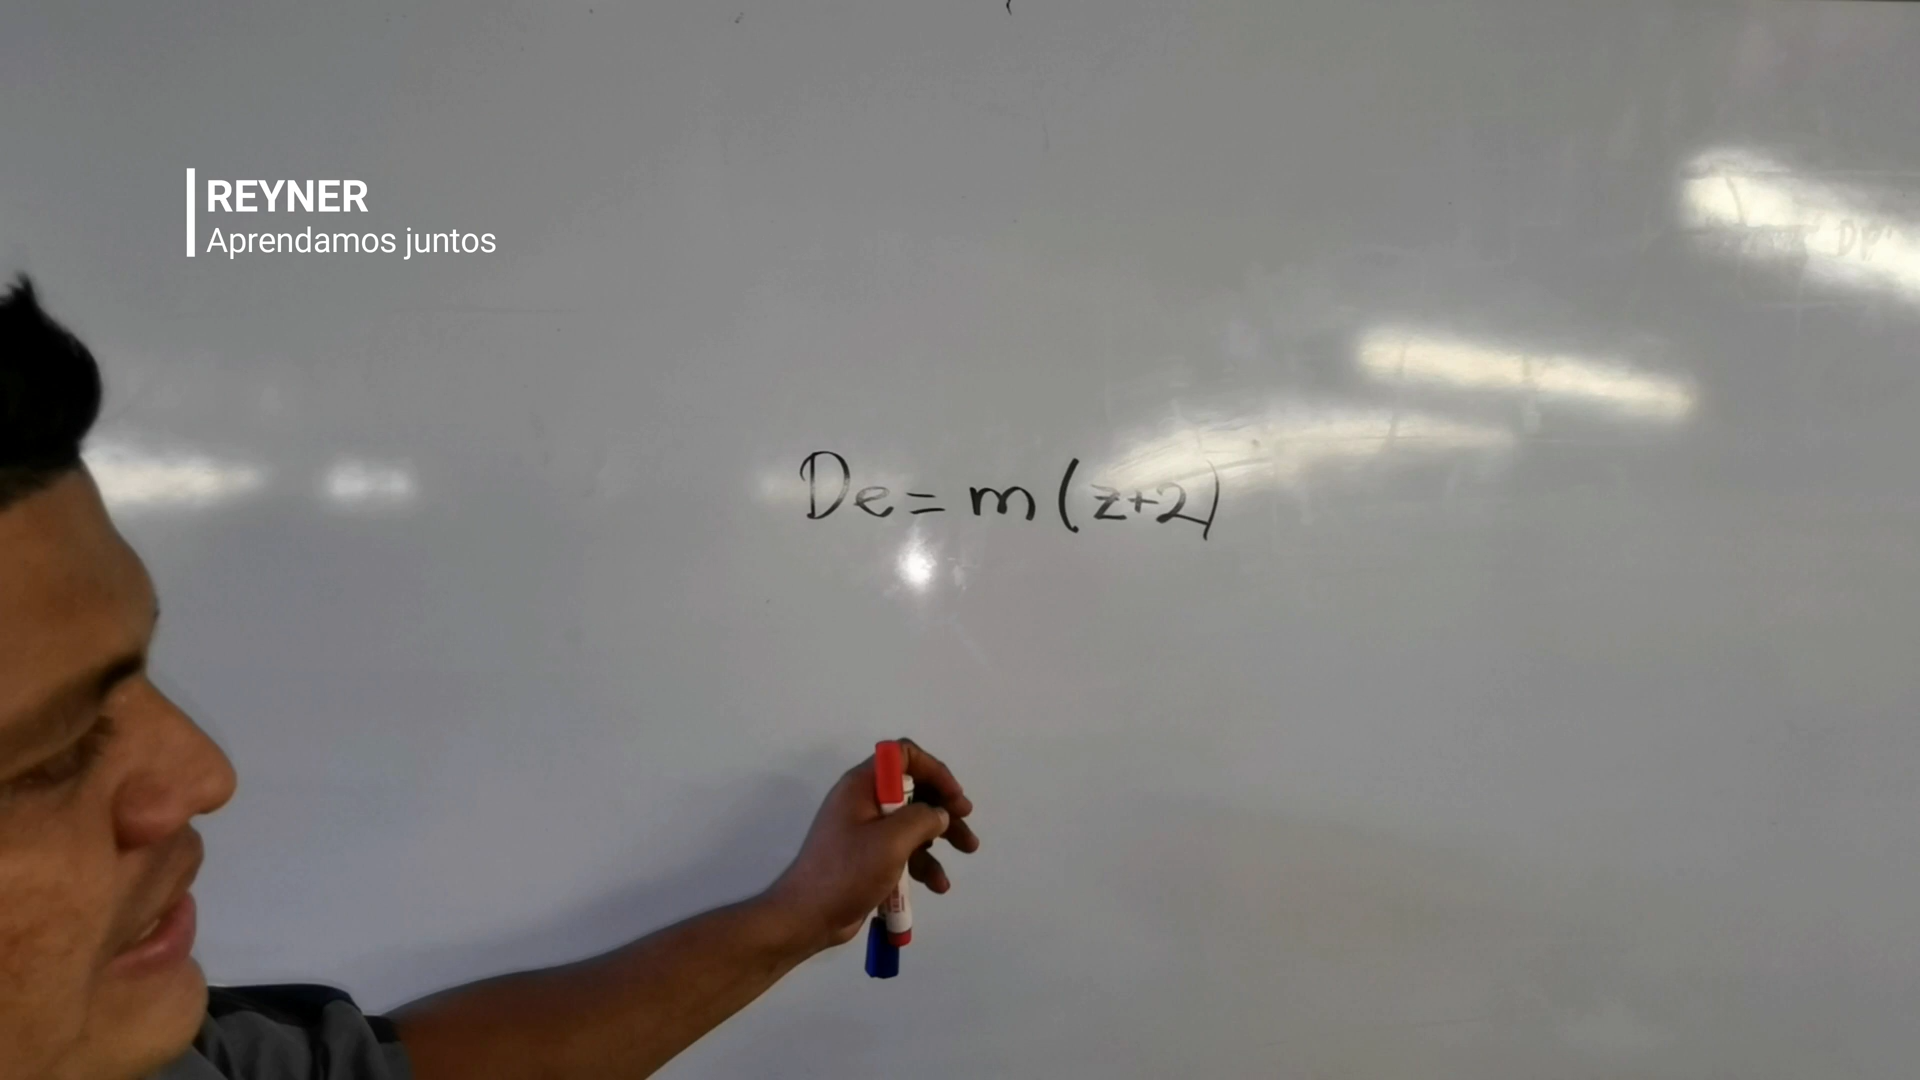 REYNER
Aprendamos juntos
De = m (z+2)